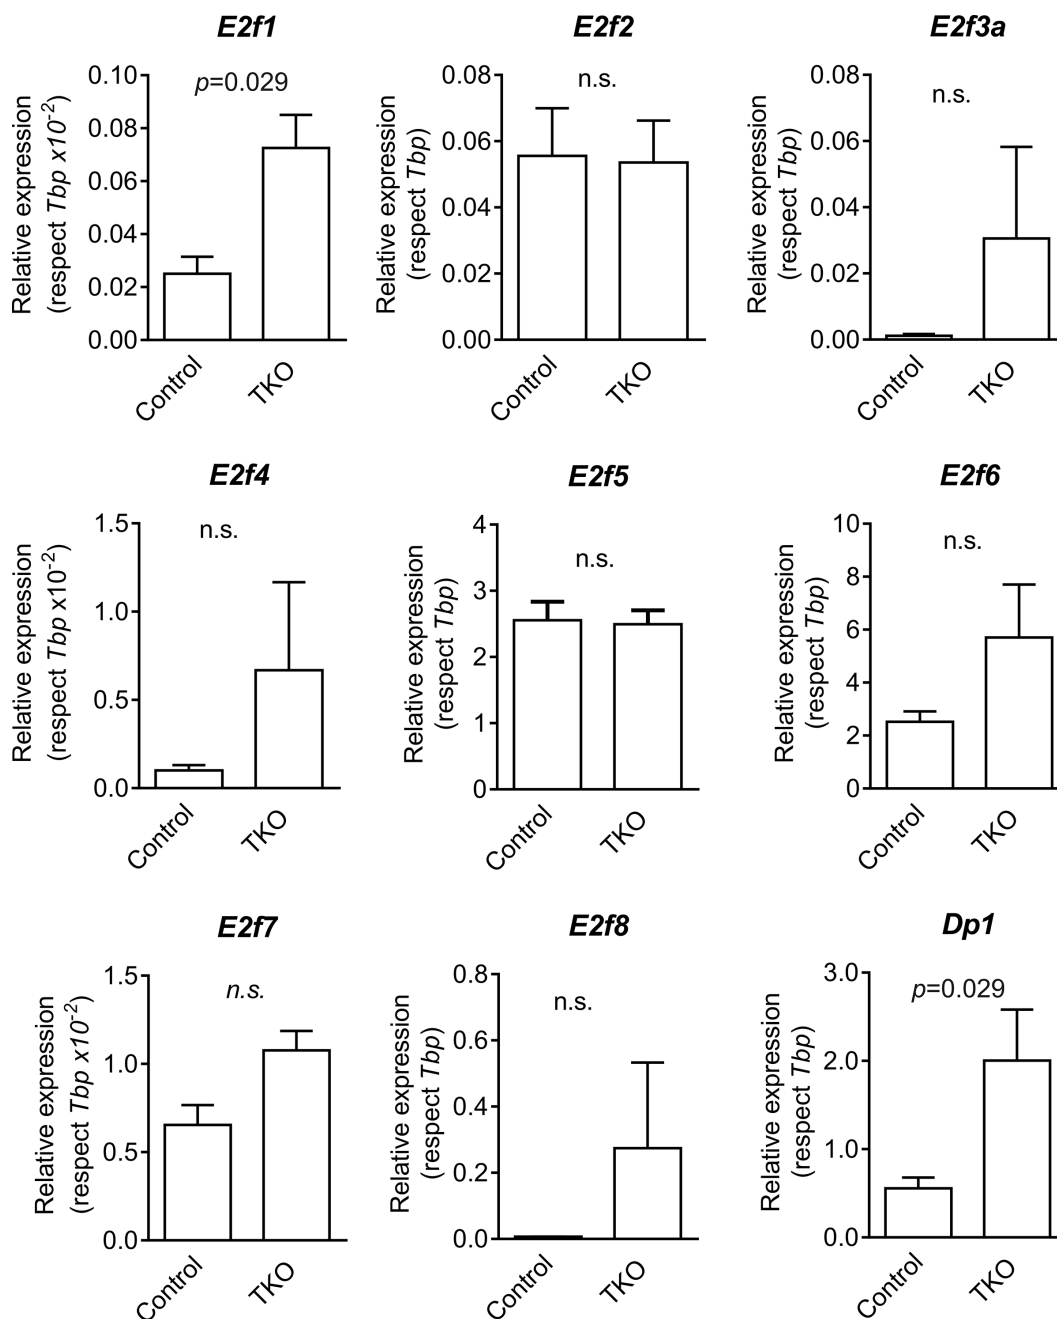 E2f1
Relative expression
(respect Tbp x10-2)
p=0.029
0.10
0.08
0.06
0.04
0.02
0.00
Control
TKO
E2f2
Relative expression
(respect Tbp)
n.s.
0.08
0.06
0.04
0.02
0.00
Control
TKO
E2f3a
Relative expression
(respect Tbp)
n.s.
0.08
0.06
0.04
0.02
0.00
Control
TKO
E2f4
Relative expression
(respect Tbp x10-2)
n.s.
1.5
1.0
0.5
0.0
Control
TKO
E2f5
Relative expression
(respect Tbp)
n.s.
4
3
2
1
0
Control
TKO
E2f6
Relative expression
(respect Tbp)
n.s.
10
8
6
4
2
0
Control
TKO
E2f7
Relative expression
(respect Tbp x10-2)
n.s.
1.5
1.0
0.5
0.0
Control
TKO
E2f8
Relative expression
(respect Tbp)
n.s.
0.8
0.6
0.4
0.2
0.0
Control
TKO
Dp1
Relative expression
(respect Tbp)
p=0.029
3.0
2.0
1.0
0.0
Control
TKO